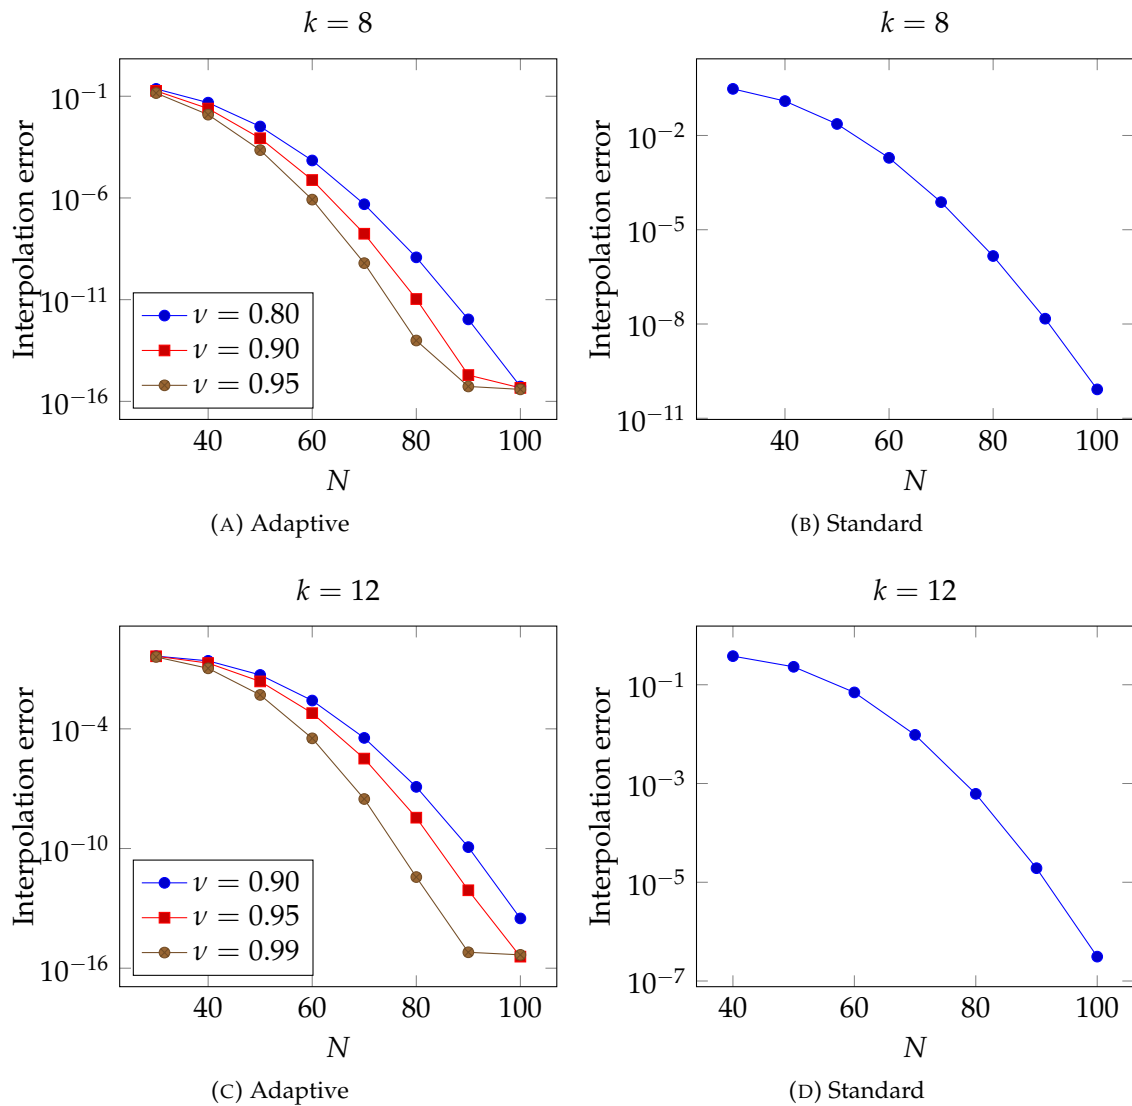 k = 8
Interpolation error
10⁻¹
10⁻⁶
10⁻¹¹
10⁻¹⁶
ν = 0.80
ν = 0.90
ν = 0.95
40 60 80 100
N
(A) Adaptive
k = 8
Interpolation error
10⁻²
10⁻⁵
10⁻⁸
10⁻¹¹
40 60 80 100
N
(B) Standard
k = 12
Interpolation error
10⁻⁴
10⁻¹⁰
10⁻¹⁶
ν = 0.90
ν = 0.95
ν = 0.99
40 60 80 100
N
(C) Adaptive
k = 12
Interpolation error
10⁻¹
10⁻³
10⁻⁵
10⁻⁷
40 60 80 100
N
(D) Standard